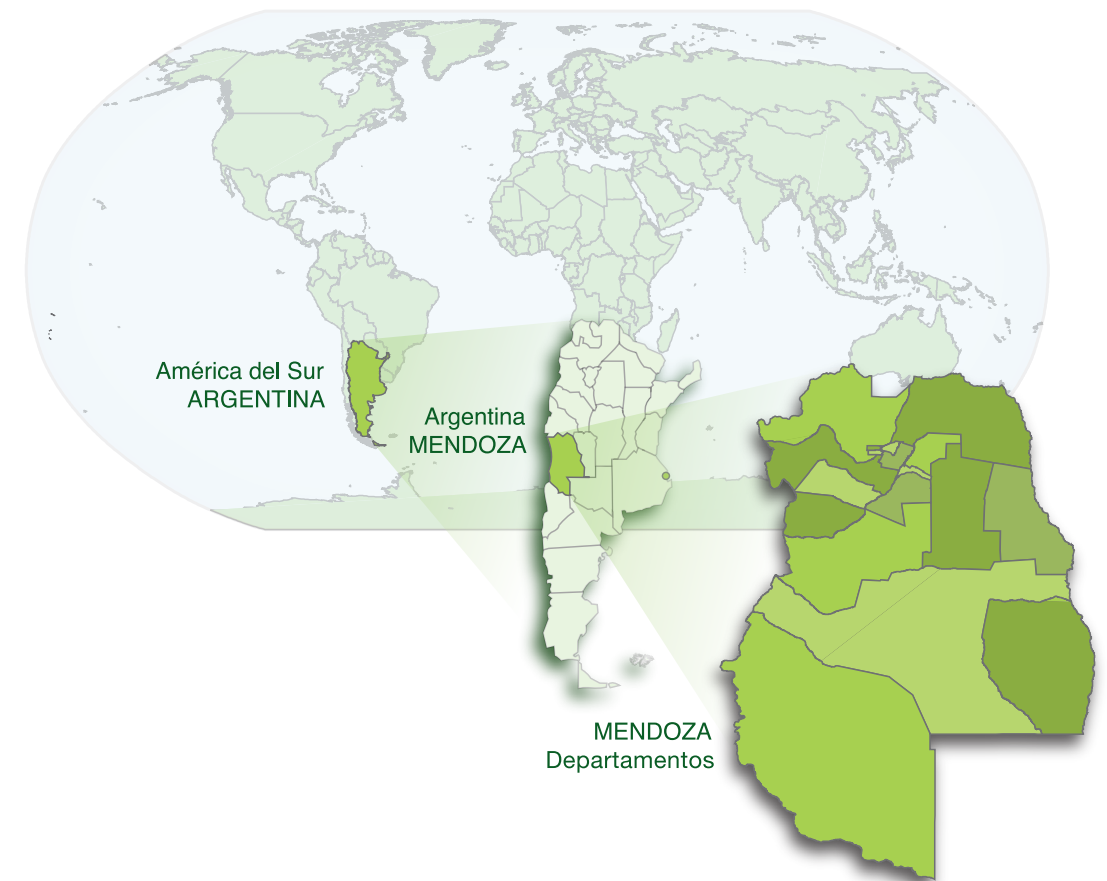 América del Sur
ARGENTINA
Argentina
MENDOZA
MENDOZA
Departamentos